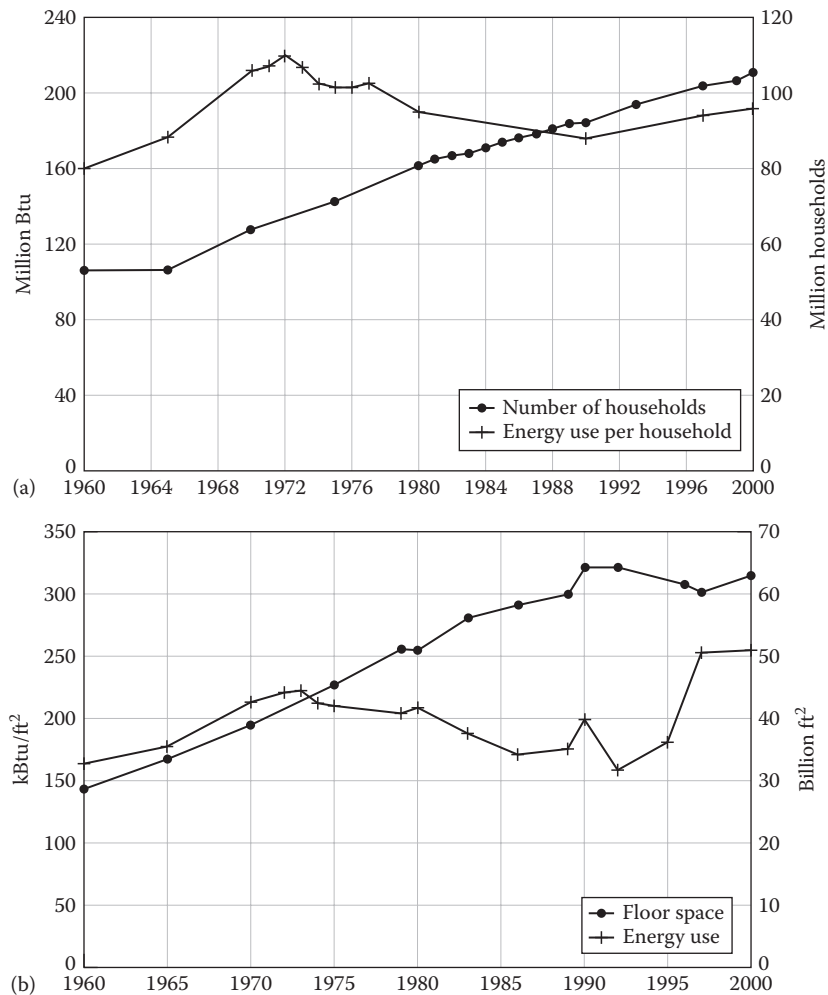 240
200
160
120
80
40
0
Million Btu
120
100
80
60
40
20
0
Million households
Number of households
Energy use per household
(a)
1960 1964 1968 1972 1976 1980 1984 1988 1992 1996 2000
350
300
250
200
150
100
50
0
kBtu/ft²
70
60
50
40
30
20
10
0
Billion ft²
Floor space
Energy use
(b)
1960 1965 1970 1975 1980 1985 1990 1995 2000